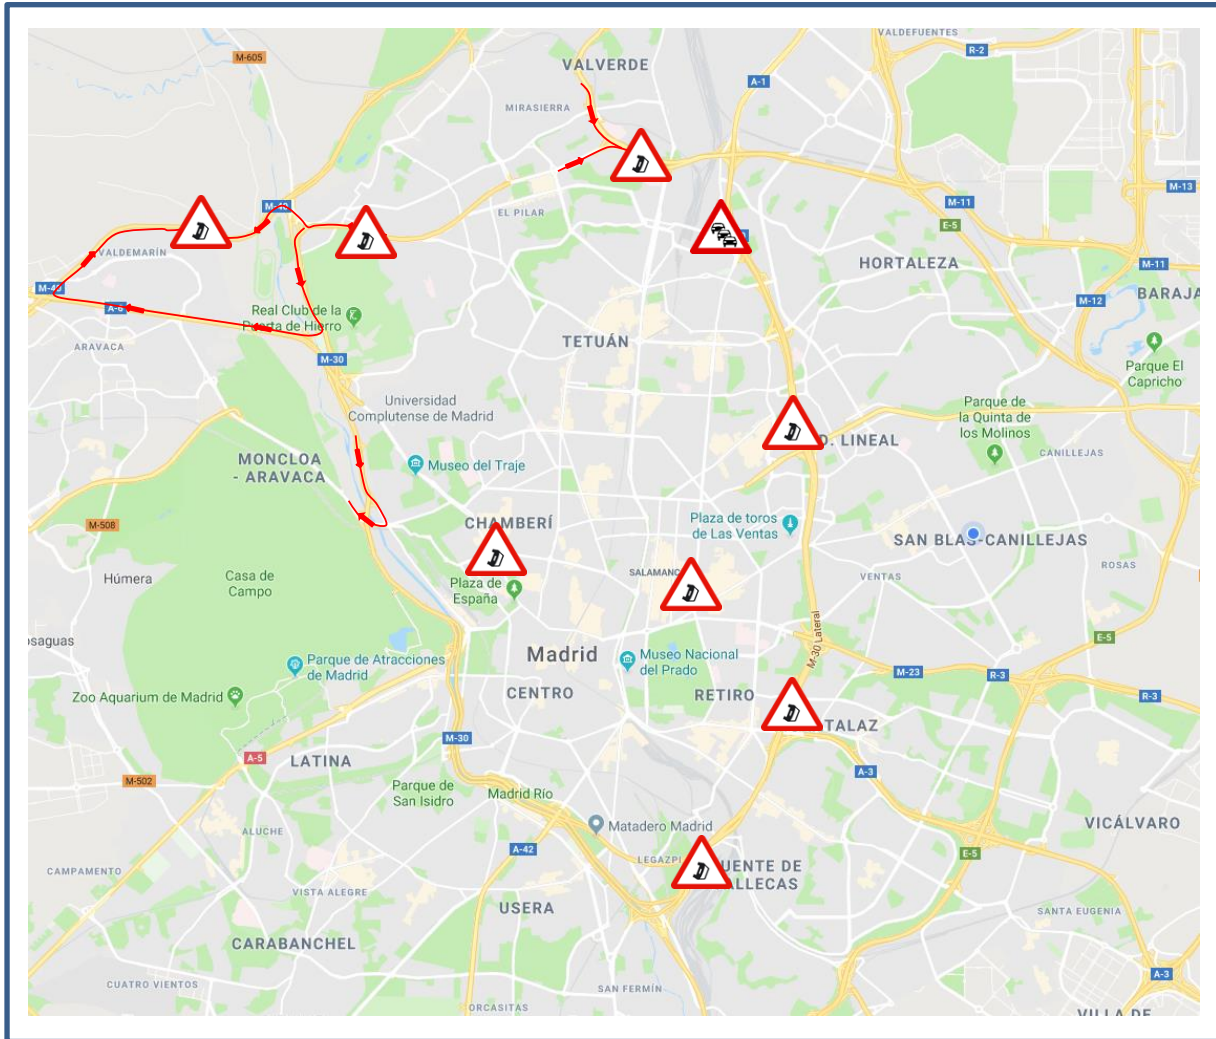 VALDEFUENTES
R-2
M-605
VALVERDE
A-1
MIRASIERRA
M-13
M-11
M-40
EL PILAR
E-5
VALDEMARÍN
HORTALEZA
M-11
M-40
M-12
BARAJA
A-6
Real Club de la
Puerta de Hierro
TETUÁN
ARAVACA
M-30
Parque El
Capricho
Universidad
Complutense de Madrid
Parque de
la Quinta de
los Molinos
D. LINEAL
CANILLEJAS
MONCLOA
- ARAVACA
Museo del Traje
M-508
CHAMBERÍ
Plaza de toros
de Las Ventas
SAN BLAS-CANILLEJAS
ROSAS
Húmera
Casa de
Campo
Plaza de
España
SALAMANC
VENTAS
osaguas
M-30 Lateral
E-5
Parque de Atracciones
de Madrid
Madrid
Museo Nacional
del Prado
M-23
R-3
R-3
Zoo Aquarium de Madrid
CENTRO
RETIRO
TALAZ
M-30
A-5
LATINA
M-502
A-3
Parque de
San Isidro
Madrid Río
Matadero Madrid
VICÁLVARO
ALUCHE
A-42
LEGAZPI
E-5
CAMPAMENTO
UENTE DE
ALLECAS
VISTA ALEGRE
USERA
SANTA EUGENIA
CARABANCHEL
CUATRO VIENTOS
SAN FERMÍN
A-3
ORCASITAS
VILLA DE